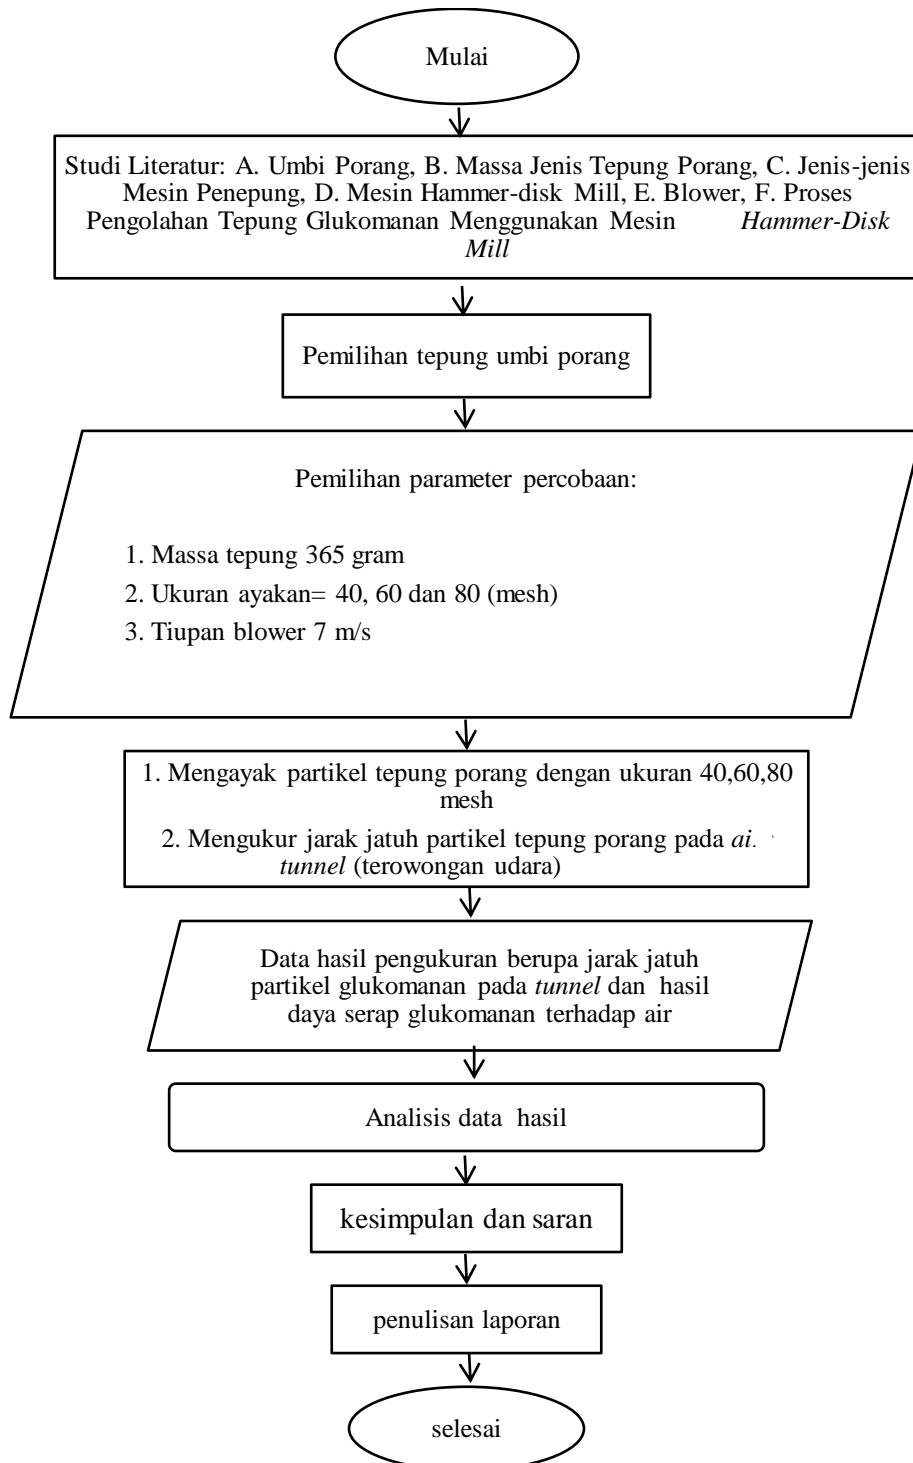 Mulai
Studi Literatur: A. Umbi Porang, B. Massa Jenis Tepung Porang, C. Jenis-jenis
Mesin Penepung, D. Mesin Hammer-disk Mill, E. Blower, F. Proses
Pengolahan Tepung Glukomanan Menggunakan Mesin Hammer-Disk
Mill
Pemilihan tepung umbi porang
Pemilihan parameter percobaan:
1. Massa tepung 365 gram
2. Ukuran ayakan= 40, 60 dan 80 (mesh)
3. Tiupan blower 7 m/s
1. Mengayak partikel tepung porang dengan ukuran 40,60,80
mesh
2. Mengukur jarak jatuh partikel tepung porang pada
tunnel (terowongan udara)
Data hasil pengukuran berupa jarak jatuh
partikel glukomanan pada tunnel dan hasil
daya serap glukomanan terhadap air
Analisis data hasil
kesimpulan dan saran
penulisan laporan
selesai